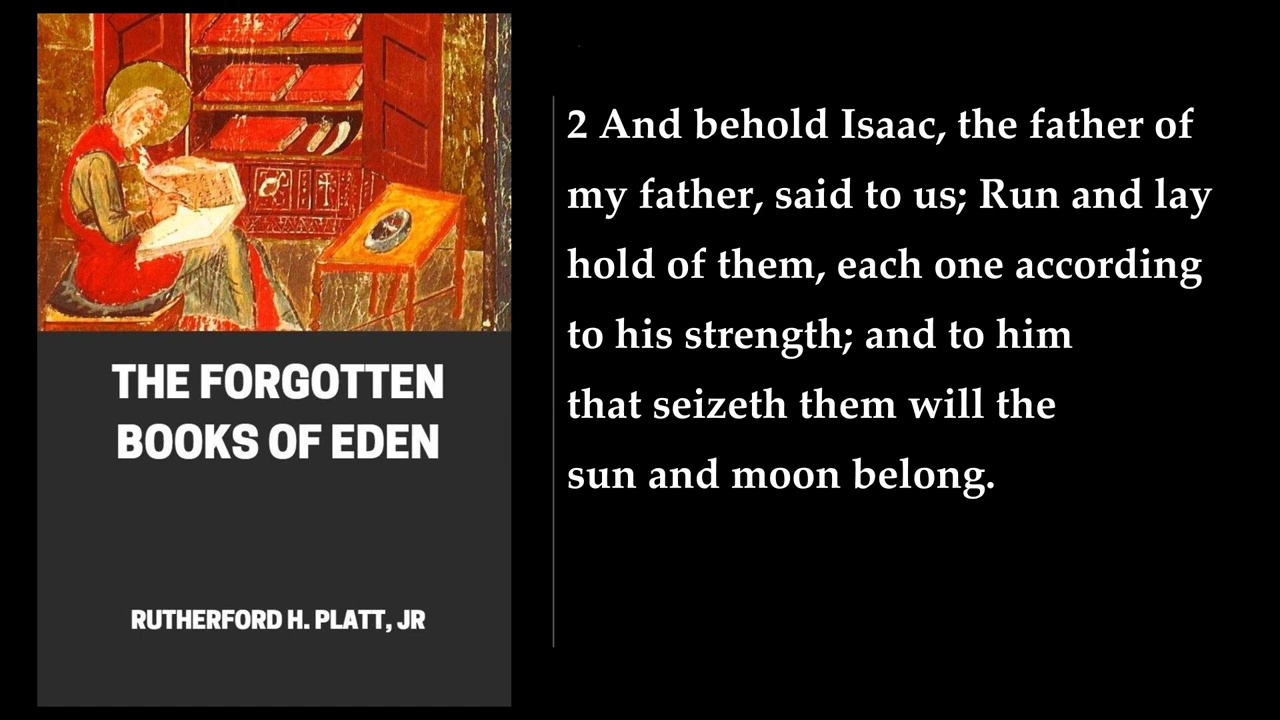 THE FORGOTTEN
BOOKS OF EDEN
RUTHERFORD H. PLATT, JR
2 And behold Isaac, the father of
my father, said to us; Run and lay
hold of them, each one according
to his strength; and to him
that seizeth them will the
sun and moon belong.